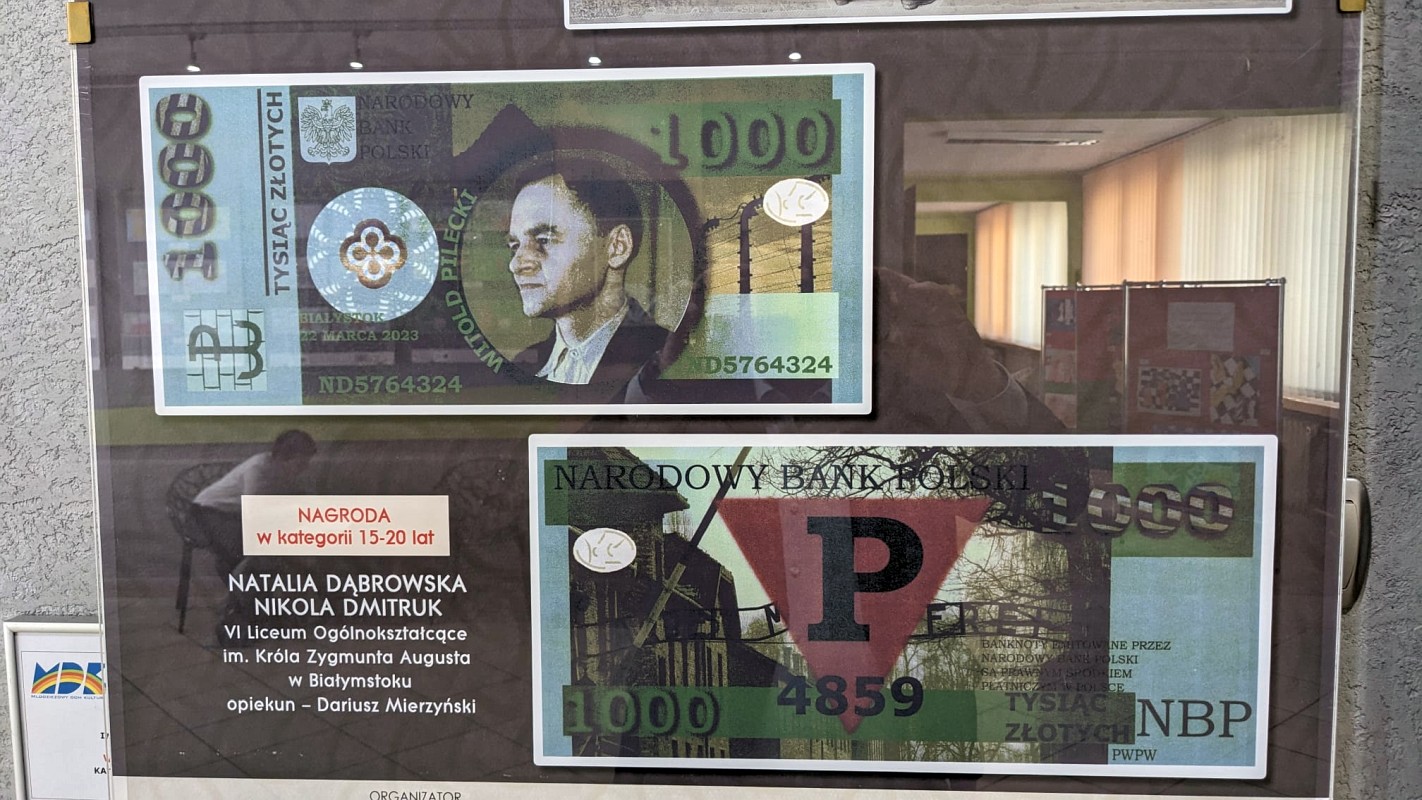 1000
TYSIĄC ZŁOTYCH
NARODOWY
BANK
POLSKI
1000
WITOLD PILECKI
BIAŁYSTOK
22 MARCA 2023
ND5764324
ND5764324
NARODOWY BANK POLSKI
1000
P
4859
BANKNOTY EMITOWANE PRZEZ
NARODOWY BANK POLSKI
SĄ PRAWNYM ŚRODKIEM
PŁATNICZYM W POLSCE
1000
TYSIĄC
ZŁOTYCH
NBP
PWPW
NAGRODA
w kategorii 15-20 lat
NATALIA DĄBROWSKA
NIKOLA DMITRUK
VI Liceum Ogólnokształcące
im. Króla Zygmunta Augusta
w Białymstoku
opiekun – Dariusz Mierzyński
ORGANIZATOR